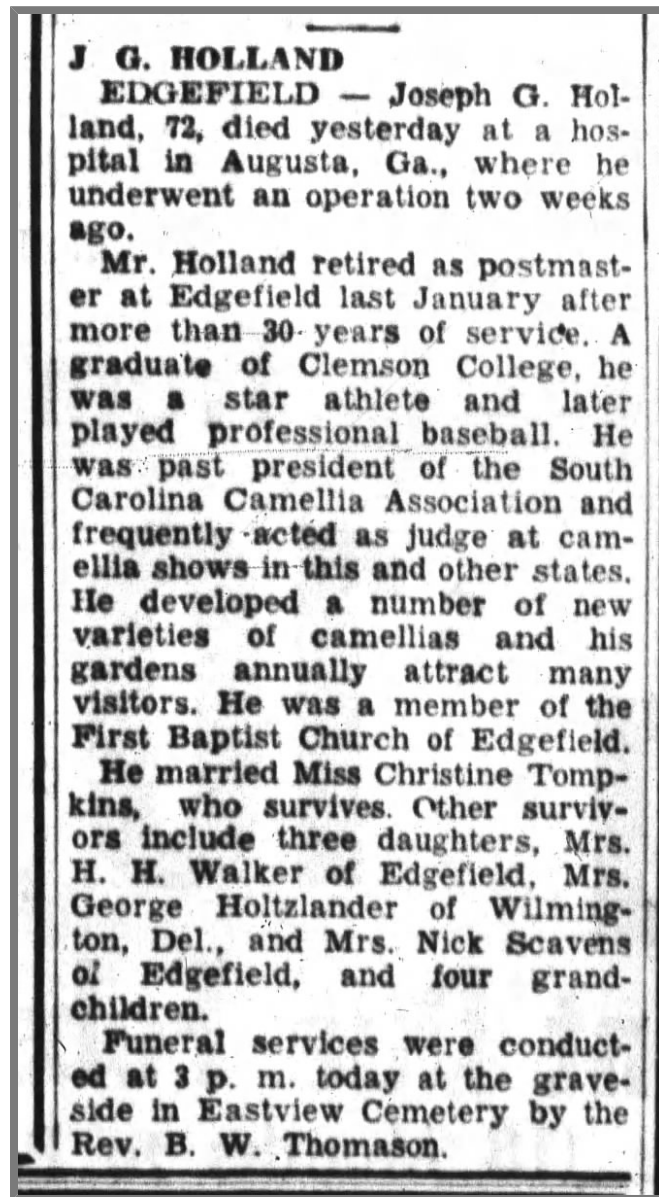 J G. HOLLAND
EDGEFIELD — Joseph G. Hol-
land, 72, died yesterday at a hos-
pital in Augusta, Ga., where he
underwent an operation two weeks
ago.
Mr. Holland retired as postmast-
er at Edgefield last January after
more than 30 years of service. A
graduate of Clemson College, he
was a star athlete and later
played professional baseball. He
was past president of the South
Carolina Camellia Association and
frequently acted as judge at cam-
ellia shows in this and other states.
He developed a number of new
varieties of camellias and his
gardens annually attract many
visitors. He was a member of the
First Baptist Church of Edgefield.
He married Miss Christine Tomp-
kins, who survives. Other surviv-
ors include three daughters, Mrs.
H. H. Walker of Edgefield, Mrs.
George Holtzlander of Wilming-
ton, Del., and Mrs. Nick Scavens
of Edgefield, and four grand-
children.
Funeral services were conduct-
ed at 3 p. m. today at the grave-
side in Eastview Cemetery by the
Rev. B. W. Thomason.